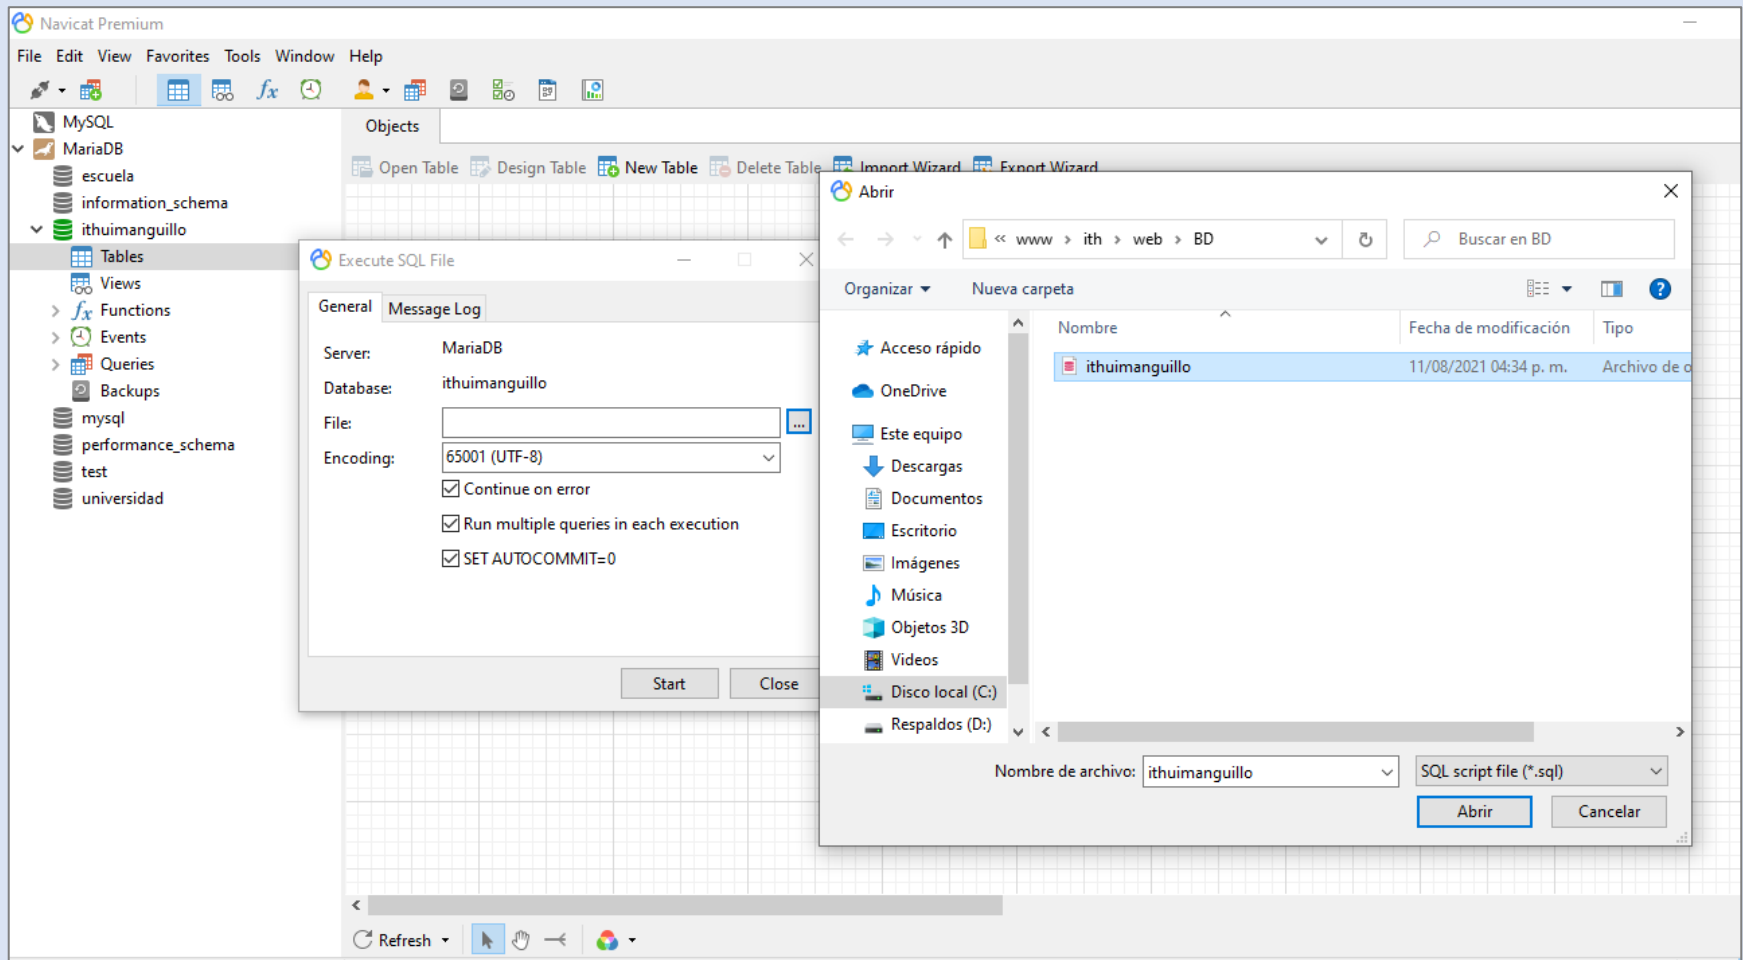 Navicat Premium
File Edit View Favorites Tools Window Help
MySQL
MariaDB
escuela
information_schema
ithuimanguillo
Tables
Views
Functions
Events
Queries
Backups
mysql
performance_schema
test
universidad
Objects
Open Table Design Table New Table Delete Table Import Wizard Export Wizard
Execute SQL File
General Message Log
Server: MariaDB
Database: ithuimanguillo
File: ...
Encoding: 65001 (UTF-8)
Continue on error
Run multiple queries in each execution
SET AUTOCOMMIT=0
Start Close
Abrir
« www > ith > web > BD
Buscar en BD
Organizar Nueva carpeta
Nombre Fecha de modificación Tipo
ithuimanguillo 11/08/2021 04:34 p. m. Archivo de o
Acceso rápido
OneDrive
Este equipo
Descargas
Documentos
Escritorio
Imágenes
Música
Objetos 3D
Videos
Disco local (C:)
Respaldos (D:)
Nombre de archivo: ithuimanguillo SQL script file (*.sql)
Abrir Cancelar
Refresh